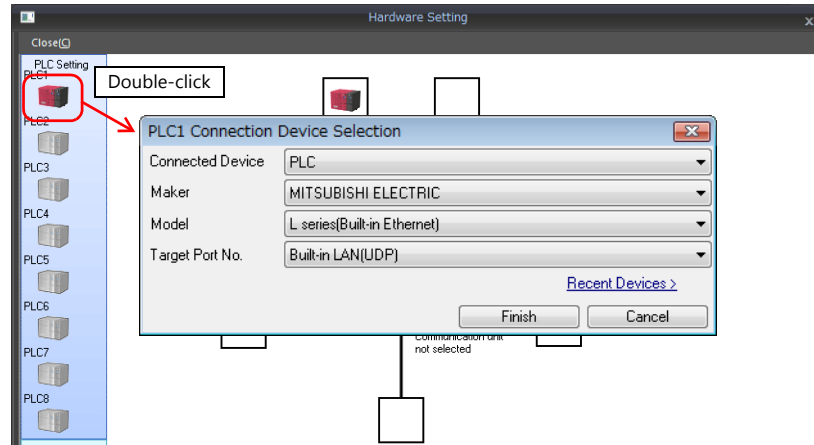 Hardware Setting
x
Close(C)
PLC Setting
PLC1
Double-click
PLC2
PLC3
PLC4
PLC5
PLC6
PLC7
PLC8
PLC1 Connection Device Selection
Connected Device PLC
Maker MITSUBISHI ELECTRIC
Model L series(Built-in Ethernet)
Target Port No. Built-in LAN(UDP)
Recent Devices >
Finish Cancel
Communication unit
not selected